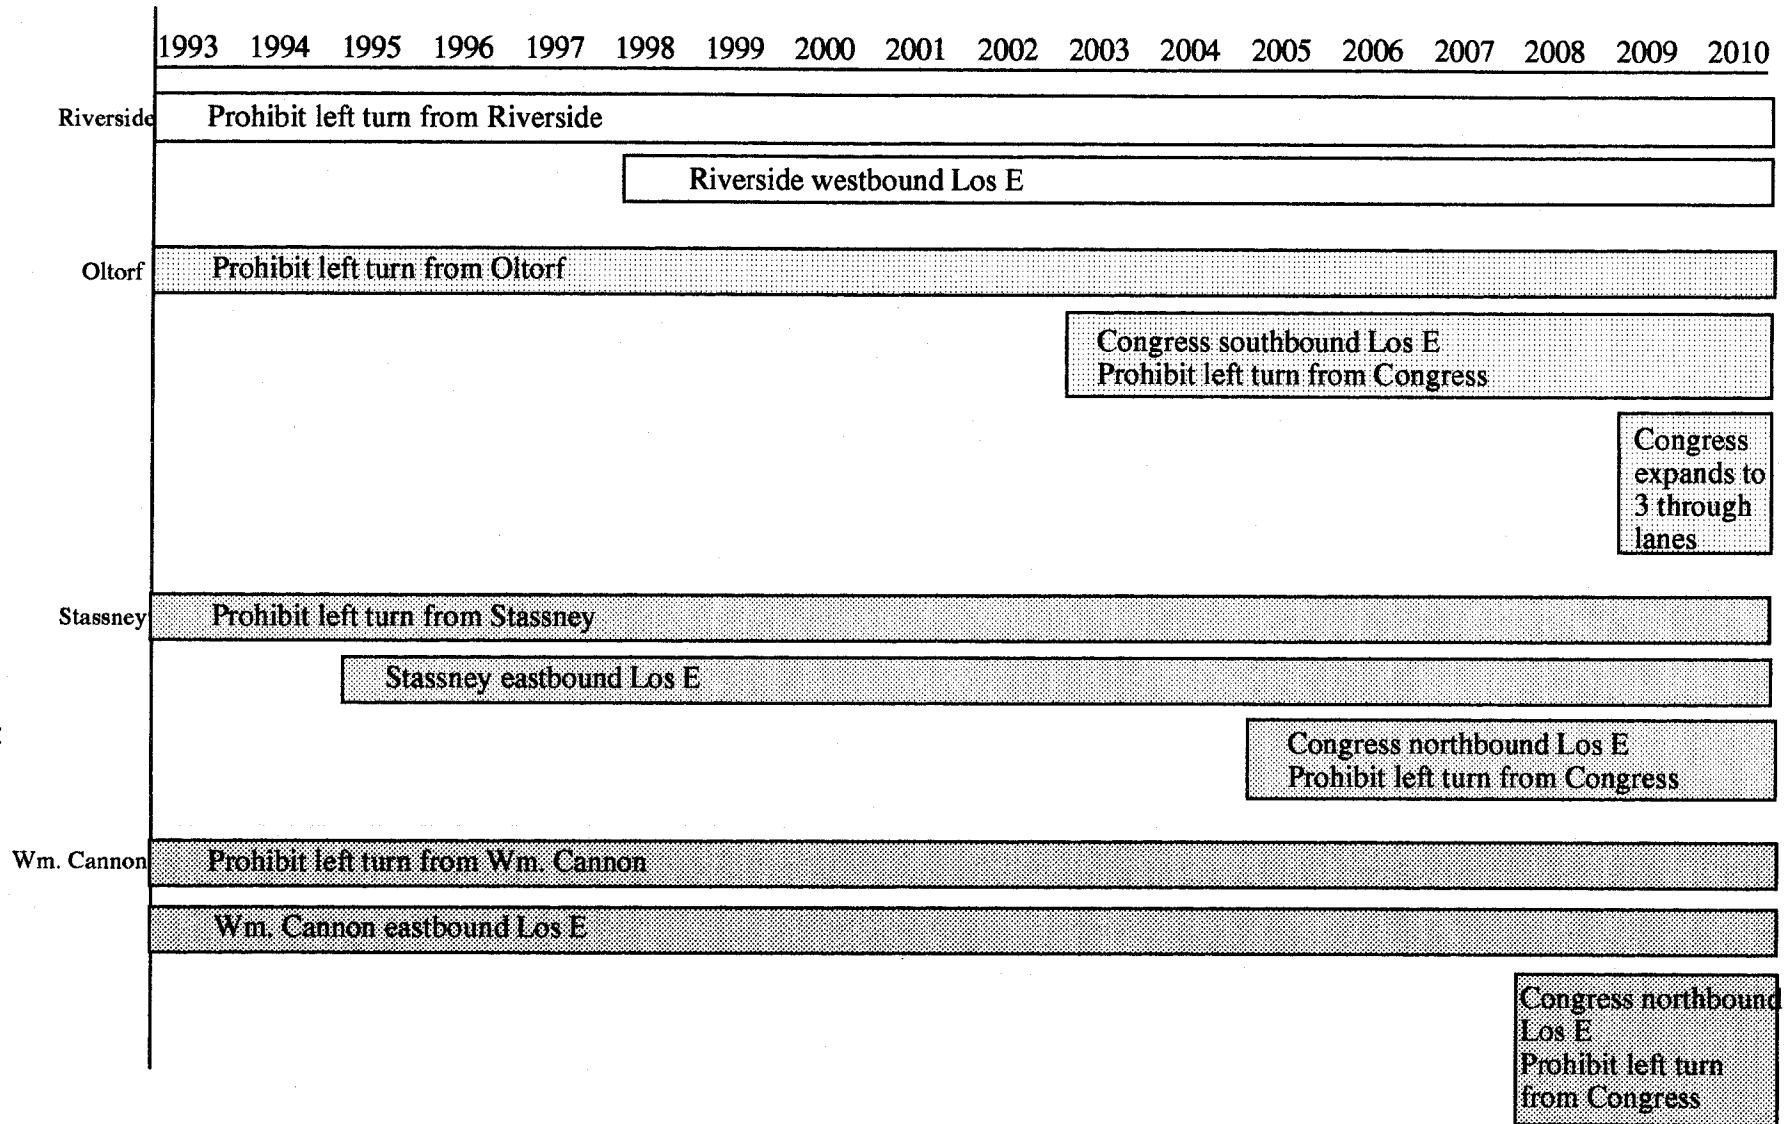 1993 1994 1995 1996 1997 1998 1999 2000 2001 2002 2003 2004 2005 2006 2007 2008 2009 2010
Riverside Prohibit left turn from Riverside
Riverside westbound Los E
Oltorf Prohibit left turn from Oltorf
Congress southbound Los E
Prohibit left turn from Congress
Congress
expands to
3 through
lanes
Stassney Prohibit left turn from Stassney
Stassney eastbound Los E
Congress northbound Los E
Prohibit left turn from Congress
Wm. Cannon Prohibit left turn from Wm. Cannon
Wm. Cannon eastbound Los E
Congress northbound
Los E
Prohibit left turn
from Congress